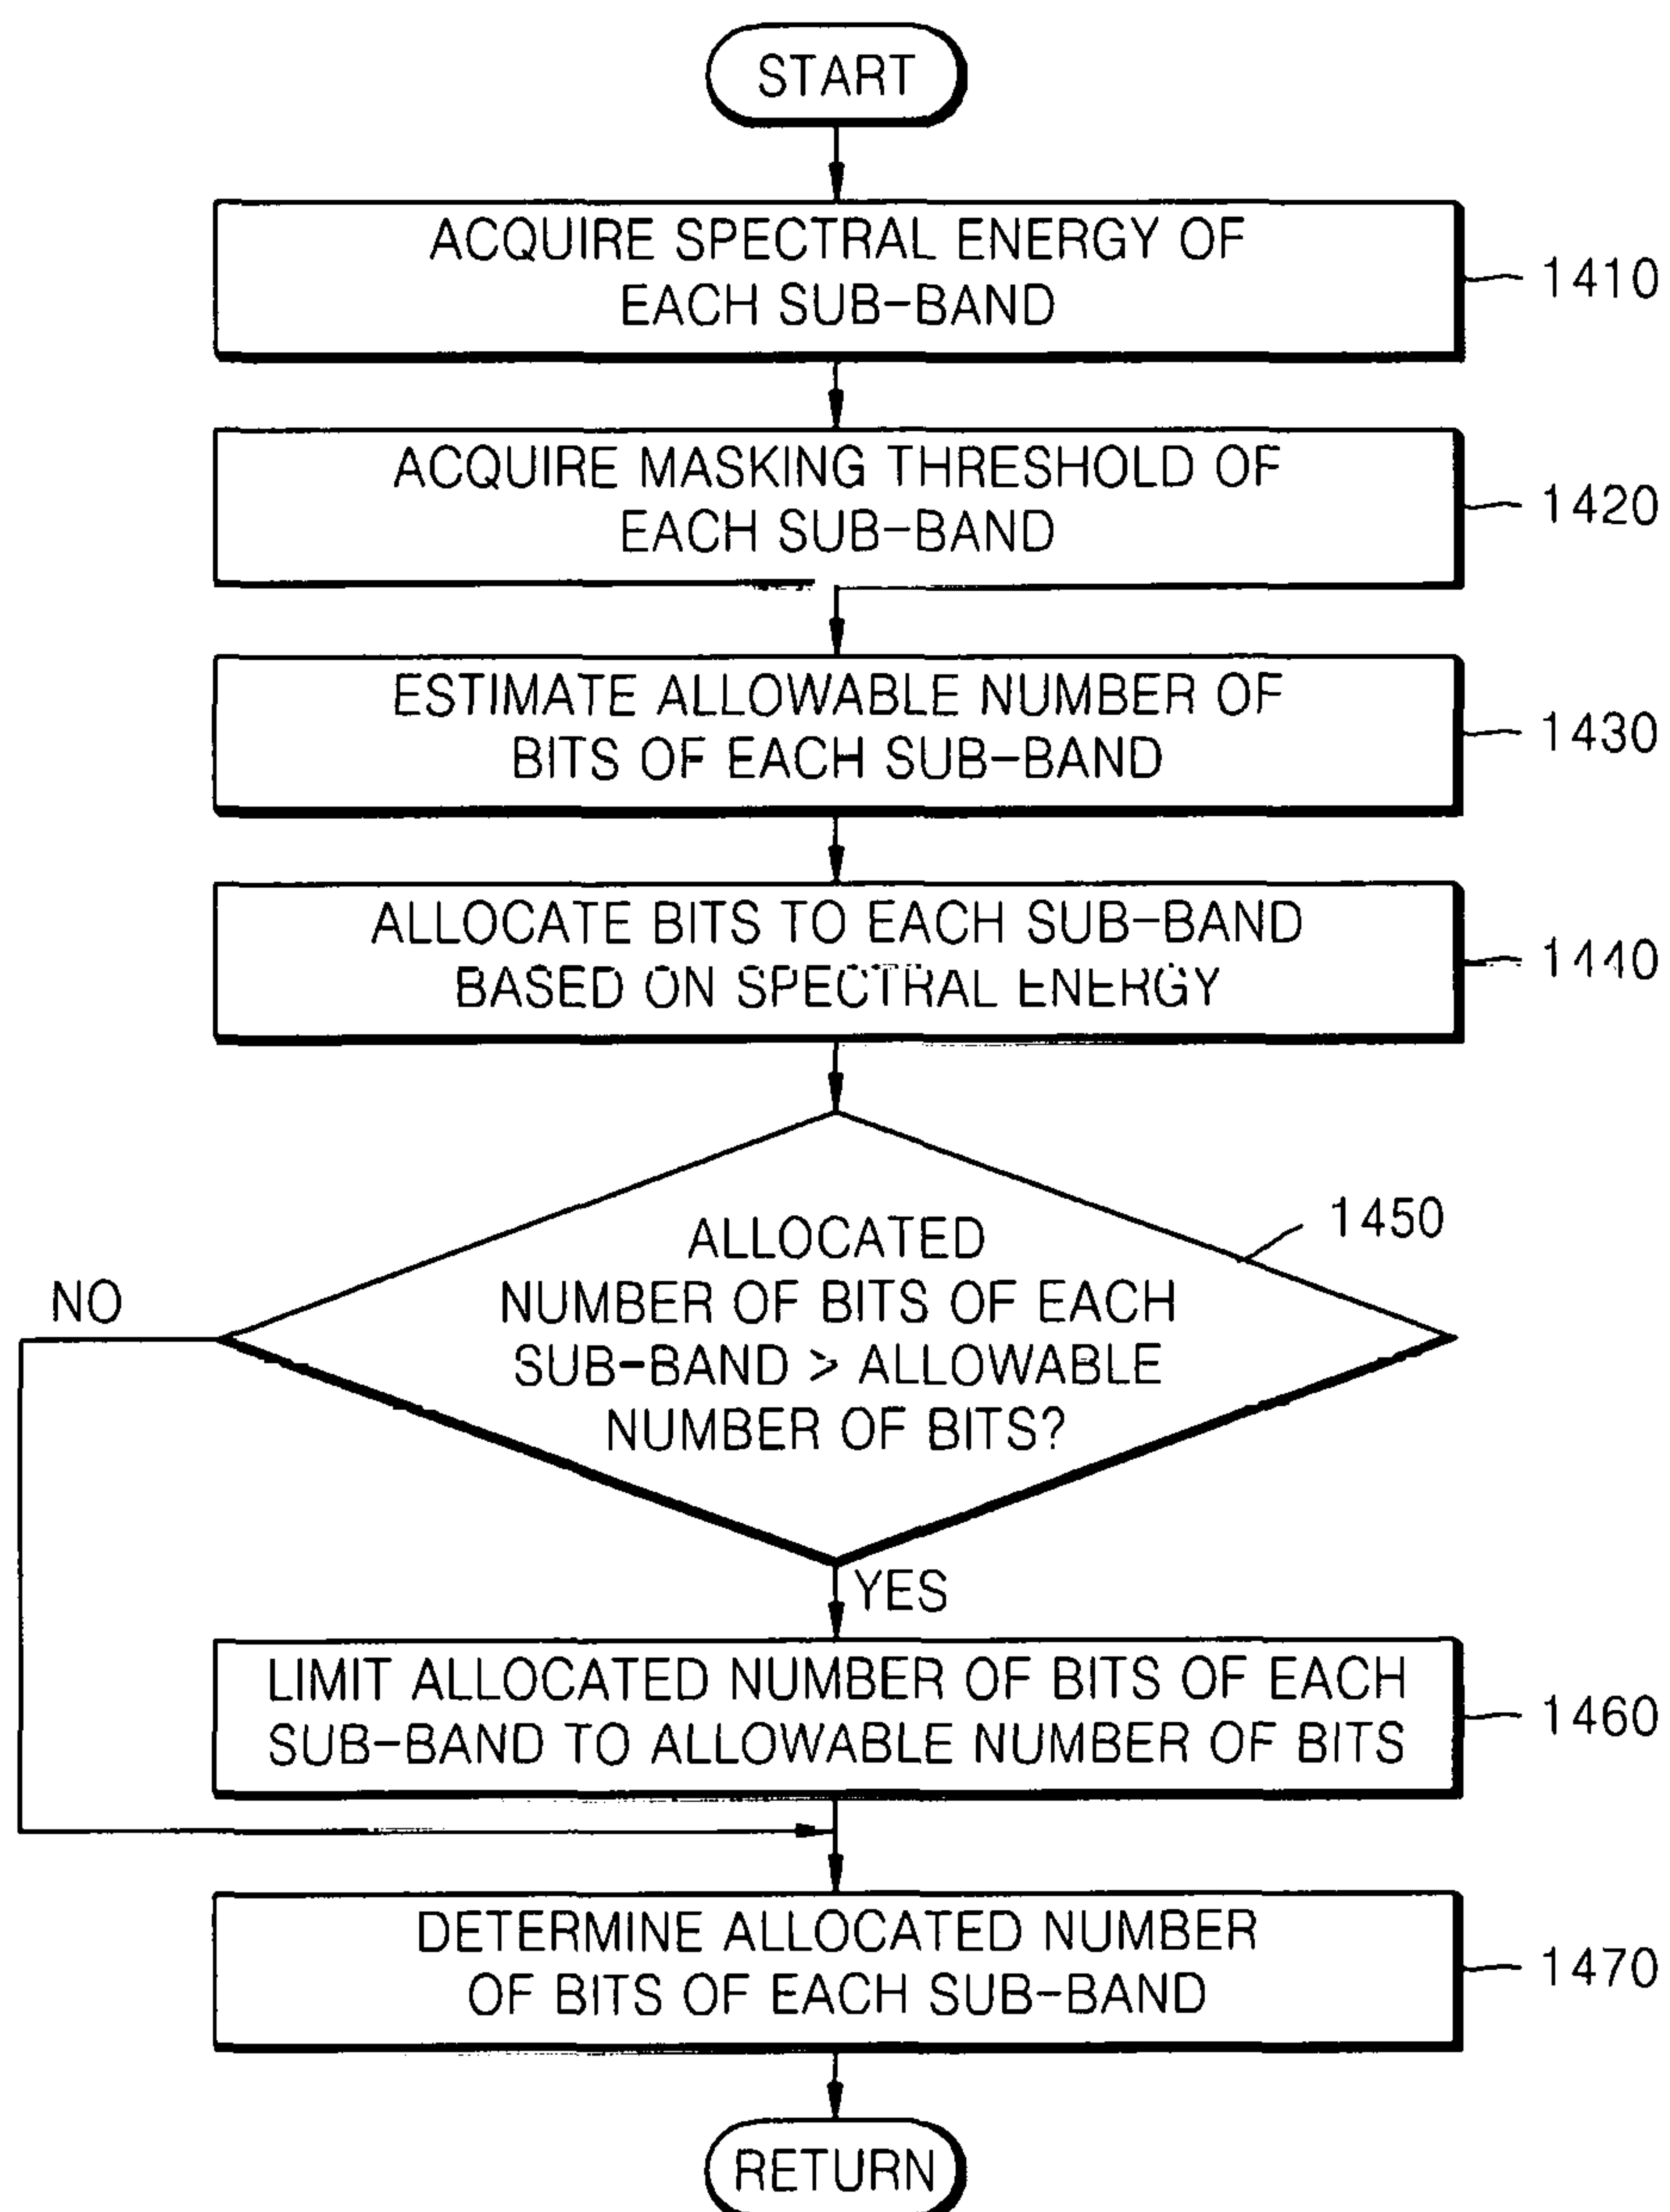 START
ACQUIRE SPECTRAL ENERGY OF
EACH SUB-BAND
1410
ACQUIRE MASKING THRESHOLD OF
EACH SUB-BAND
1420
ESTIMATE ALLOWABLE NUMBER OF
BITS OF EACH SUB-BAND
1430
ALLOCATE BITS TO EACH SUB-BAND
BASED ON SPECTRAL ENERGY
1440
ALLOCATED
NUMBER OF BITS OF EACH
SUB-BAND > ALLOWABLE
NUMBER OF BITS?
1450
NO
YES
LIMIT ALLOCATED NUMBER OF BITS OF EACH
SUB-BAND TO ALLOWABLE NUMBER OF BITS
1460
DETERMINE ALLOCATED NUMBER
OF BITS OF EACH SUB-BAND
1470
RETURN